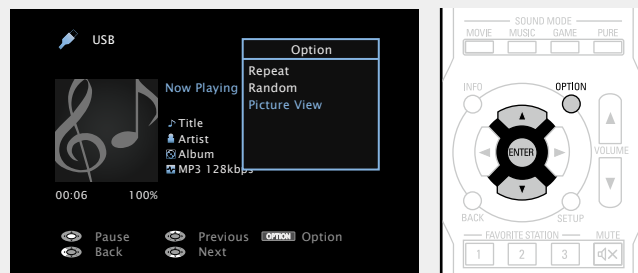 USB
Option
Repeat
Random
Picture View
Now Playing
Title
Artist
Album
MP3 128kbps
00:06 100%
Pause Previous OPTION Option
Back Next
SOUND MODE
MOVIE MUSIC GAME PURE
INFO OPTION
ENTER
VOLUME
BACK SETUP
FAVORITE STATION MUTE
1 2 3